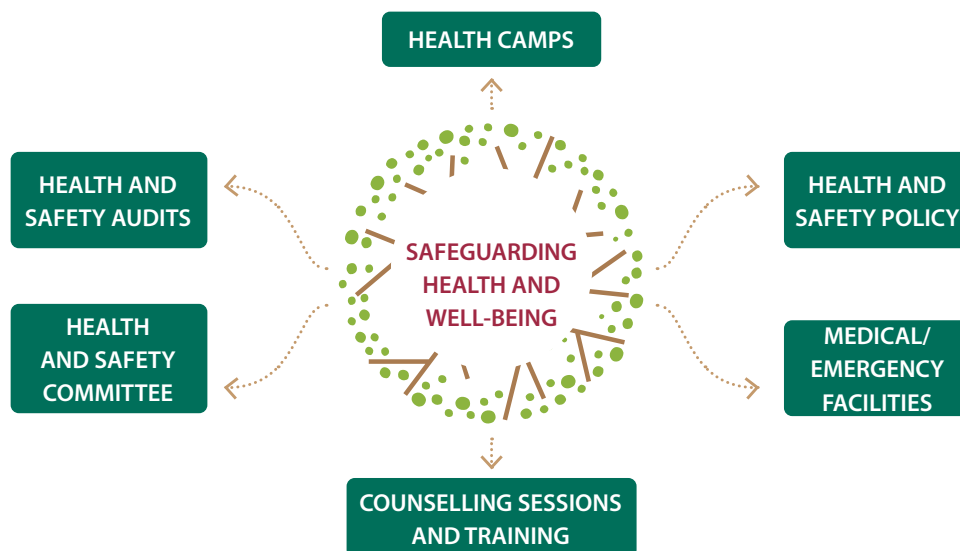 HEALTH CAMPS
HEALTH AND
SAFETY AUDITS
HEALTH AND
SAFETY POLICY
SAFEGUARDING
HEALTH AND
WELL-BEING
HEALTH
AND SAFETY
COMMITTEE
MEDICAL/
EMERGENCY
FACILITIES
COUNSELLING SESSIONS
AND TRAINING